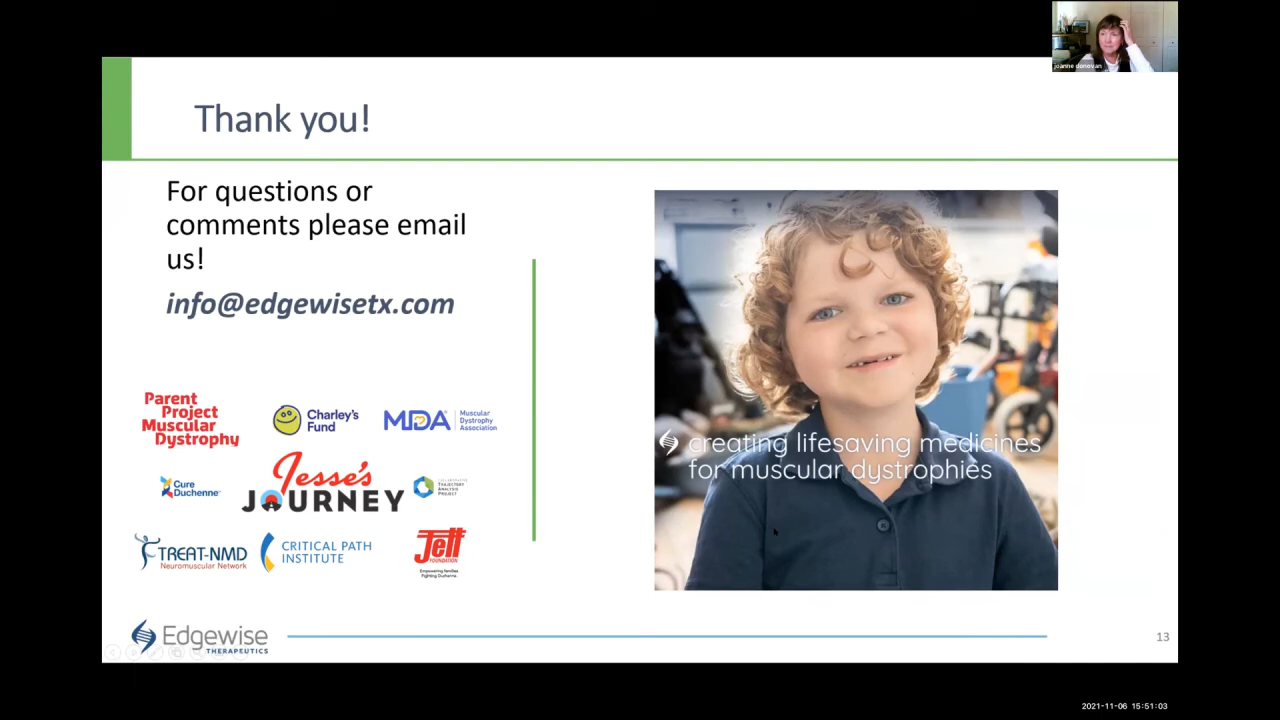 joanne donovan
Thank you!
For questions or
comments please email
us!
info@edgewisetx.com
Parent
Project
Muscular
Dystrophy
Charley's
Fund
MDA
Muscular
Dystrophy
Association
Cure
Duchenne
Jesse's
JOURNEY
COLLABORATIVE
TRAJECTORY
ANALYSIS
PROJECT
TREAT-NMD
Neuromuscular Network
CRITICAL PATH
INSTITUTE
Jett
FOUNDATION
Empowering Families
Fighting Duchenne
creating lifesaving medicines
for muscular dystrophies
Edgewise
THERAPEUTICS
13
2021-11-06 15:51:03